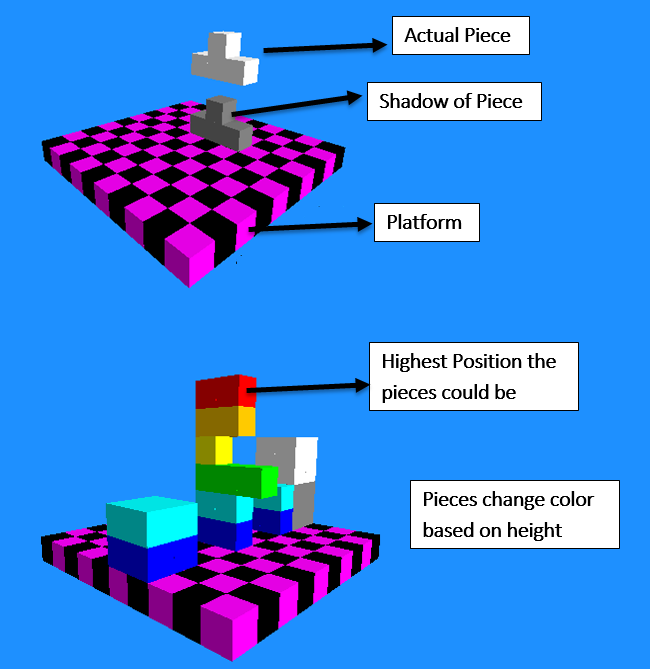 Actual Piece
Shadow of Piece
Platform
Highest Position the
pieces could be
Pieces change color
based on height